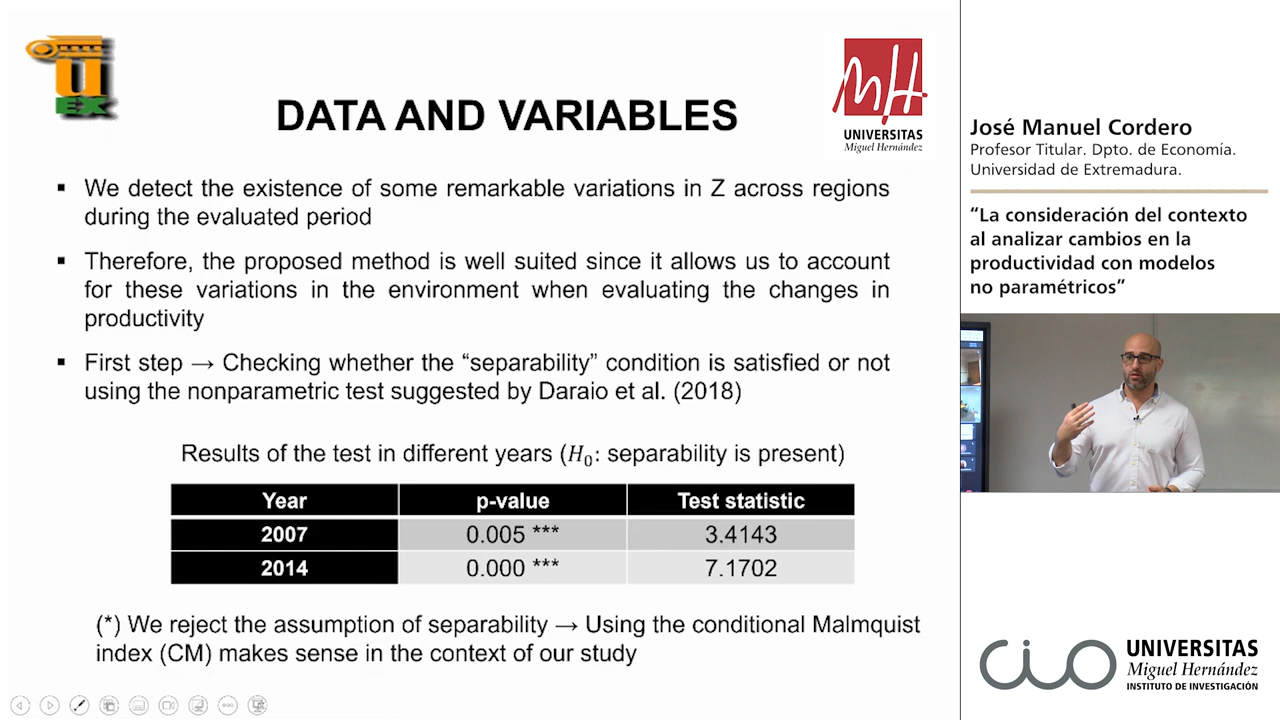 UEX
MH
UNIVERSITAS
Miguel Hernández
DATA AND VARIABLES
▪ We detect the existence of some remarkable variations in Z across regions
during the evaluated period
▪ Therefore, the proposed method is well suited since it allows us to account
for these variations in the environment when evaluating the changes in
productivity
▪ First step → Checking whether the “separability” condition is satisfied or not
using the nonparametric test suggested by Daraio et al. (2018)
Results of the test in different years (H₀: separability is present)
Year p-value Test statistic
2007 0.005 *** 3.4143
2014 0.000 *** 7.1702
(*) We reject the assumption of separability → Using the conditional Malmquist
index (CM) makes sense in the context of our study
José Manuel Cordero
Profesor Titular. Dpto. de Economía.
Universidad de Extremadura.
“La consideración del contexto
al analizar cambios en la
productividad con modelos
no paramétricos”
CIO
UNIVERSITAS
Miguel Hernández
INSTITUTO DE INVESTIGACIÓN